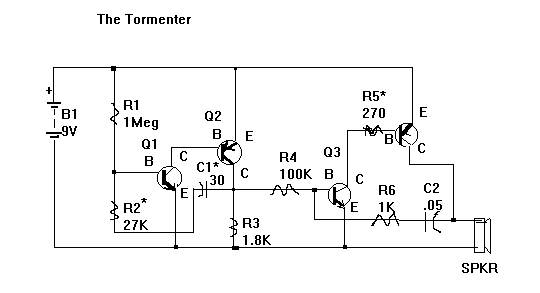 The Tormenter
+
B1
9V
R1
1Meg
Q1
B
C
E
R2*
27K
Q2
B
E
C
C1*
30
R3
1.8K
R4
100K
Q3
B
C
E
R5*
270
B
E
C
R6
1K
C2
.05
SPKR